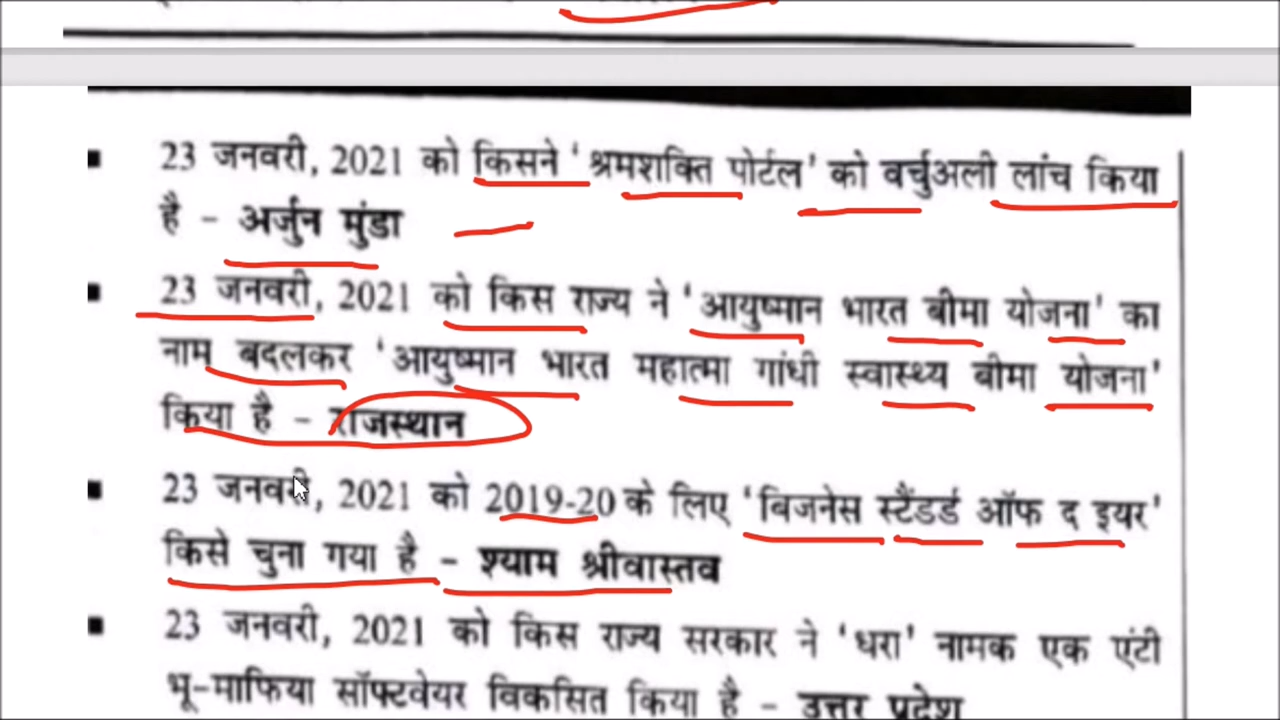 23 जनवरी, 2021 को किसने 'श्रमशक्ति पोर्टल' को वर्चुअली लांच किया
है - अर्जुन मुंडा
23 जनवरी, 2021 को किस राज्य ने 'आयुष्मान भारत बीमा योजना' का
नाम बदलकर 'आयुष्मान भारत महात्मा गांधी स्वास्थ्य बीमा योजना'
किया है - राजस्थान
23 जनवरी, 2021 को 2019-20 के लिए 'बिजनेस स्टैंडर्ड ऑफ द इयर'
किसे चुना गया है - श्याम श्रीवास्तव
23 जनवरी, 2021 को किस राज्य सरकार ने 'धरा' नामक एक एंटी
भू-माफिया सॉफ्टवेयर विकसित किया है - उत्तर प्रदेश